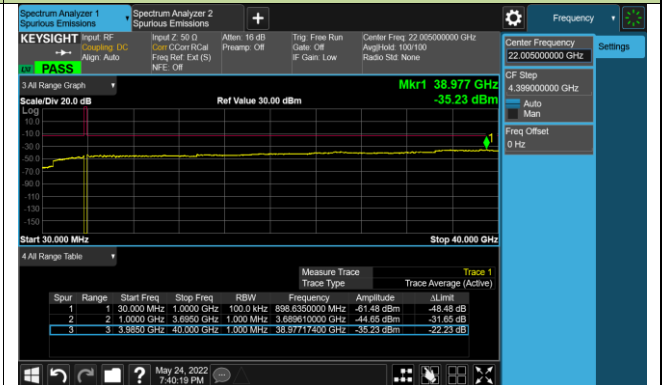 Spectrum Analyzer 1
Spurious Emissions
Spectrum Analyzer 2
Spurious Emissions
Frequency
KEYSIGHT
Input: RF
Coupling: DC
Align: Auto
Input Z: 50 Ω
Corr CCorr RCal
Freq Ref: Ext (S)
NFE: Off
Atten: 16 dB
Preamp: Off
Trig: Free Run
Gate: Off
IF Gain: Low
Center Freq: 22.005000000 GHz
Avg|Hold: 100/100
Radio Std: None
PASS
Center Frequency
22.005000000 GHz
Settings
CF Step
4.399000000 GHz
Auto
Man
Freq Offset
0 Hz
3 All Range Graph
Mkr1 38.977 GHz
Scale/Div 20.0 dB
Ref Value 30.00 dBm
-35.23 dBm
Log
10.0
-10.0
-30.0
-50.0
-70.0
-90.0
-110
-130
-150
1
Start 30.000 MHz
Stop 40.000 GHz
4 All Range Table
Measure Trace Trace 1
Trace Type Trace Average (Active)
Spur Range Start Freq Stop Freq RBW Frequency Amplitude ΔLimit
1 1 30.000 MHz 1.0000 GHz 100.0 kHz 898.6350000 MHz -61.48 dBm -48.48 dB
2 2 1.0000 GHz 3.6950 GHz 1.000 MHz 3.689610000 GHz -44.65 dBm -31.65 dB
3 3 3.9850 GHz 40.000 GHz 1.000 MHz 38.97717400 GHz -35.23 dBm -22.23 dB
May 24, 2022
7:40:19 PM